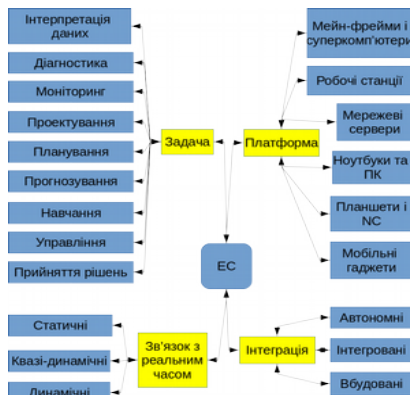 Інтерпретація
даних
Діагностика
Моніторинг
Проектування
Планування
Прогнозування
Навчання
Управління
Прийняття рішень
Задача
Платформа
Мейн-фрейми і
суперкомп'ютери
Робочі станції
Мережеві
сервери
Ноутбуки та
ПК
Планшети і
NC
Мобільні
гаджети
ЕС
Статичні
Квазі-динамічні
Динамічні
Зв'язок з
реальним
часом
Інтеграція
Автономні
Інтегровані
Вбудовані